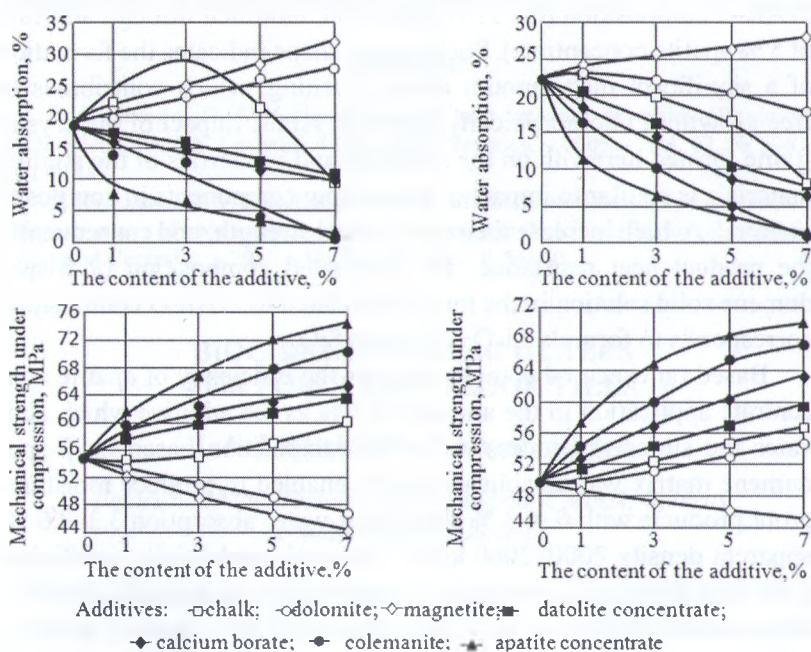 Water absorption, %
35
30
25
20
15
10
5
0
0 1 3 5 7
The content of the additive, %
Water absorption, %
30
25
20
15
10
5
0
0 1 3 5 7
The content of the additive, %
Mechanical strength under
compression, MPa
76
72
68
64
60
56
52
48
44
0 1 3 5 7
The content of the additive.%
Mechanical strength under
compression, MPa
72
68
64
60
56
52
48
44
0 1 3 5 7
The content of the additive, %
Additives: chalk; dolomite; magnetite; datolite concentrate;
calcium borate; colemanite; apatite concentrate